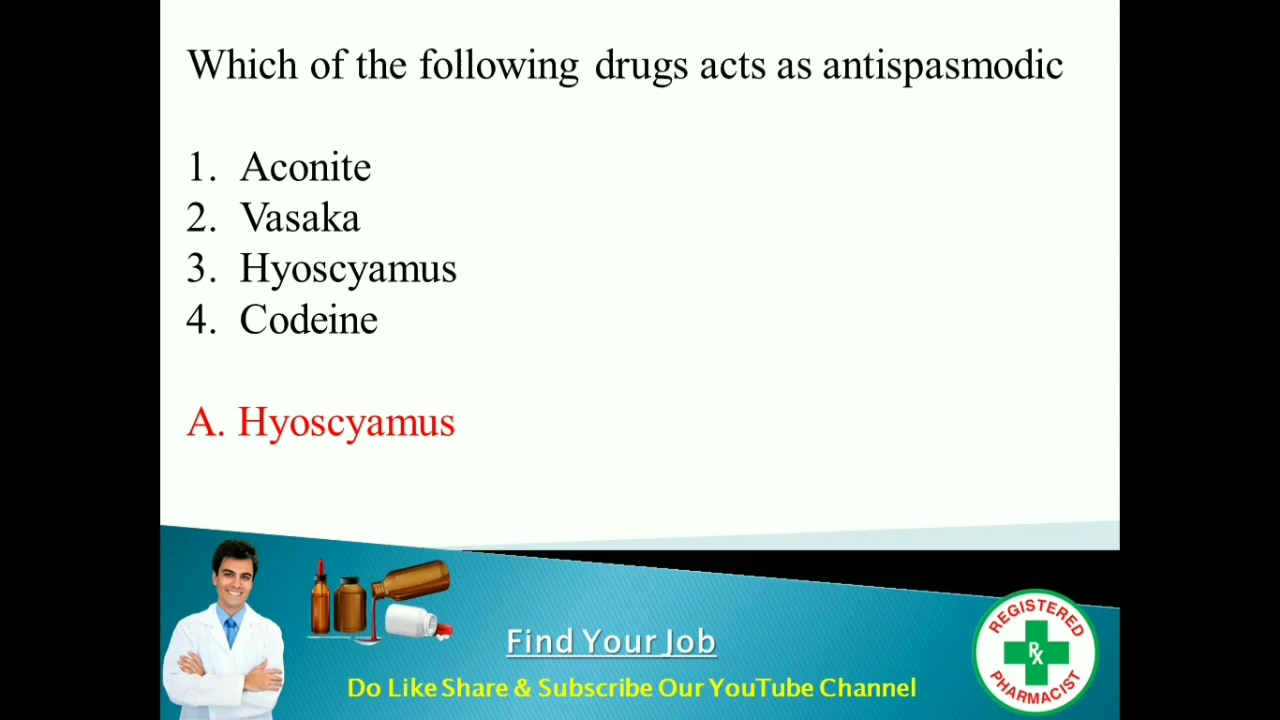 Which of the following drugs acts as antispasmodic
1. Aconite
2. Vasaka
3. Hyoscyamus
4. Codeine
A. Hyoscyamus
Find Your Job
Do Like Share & Subscribe Our YouTube Channel
REGISTERED
Rx
PHARMACIST